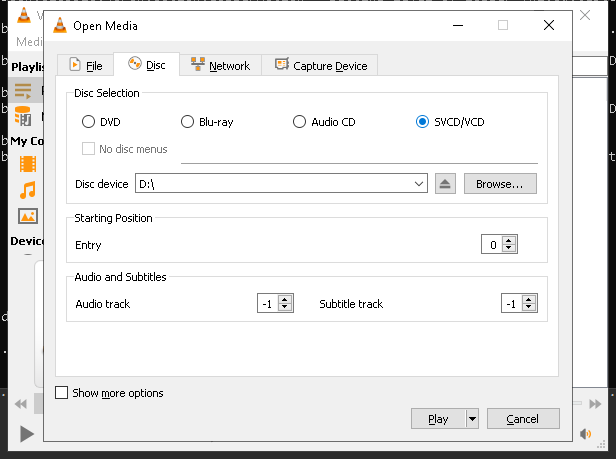 Open Media
Medi
File
Disc
Network
Capture Device
Playlis
Disc Selection
DVD
Blu-ray
Audio CD
SVCD/VCD
No disc menus
My Co
Disc device
D:\
Browse...
Starting Position
Device
Entry
0
Audio and Subtitles
Audio track
-1
Subtitle track
-1
Show more options
Play
Cancel